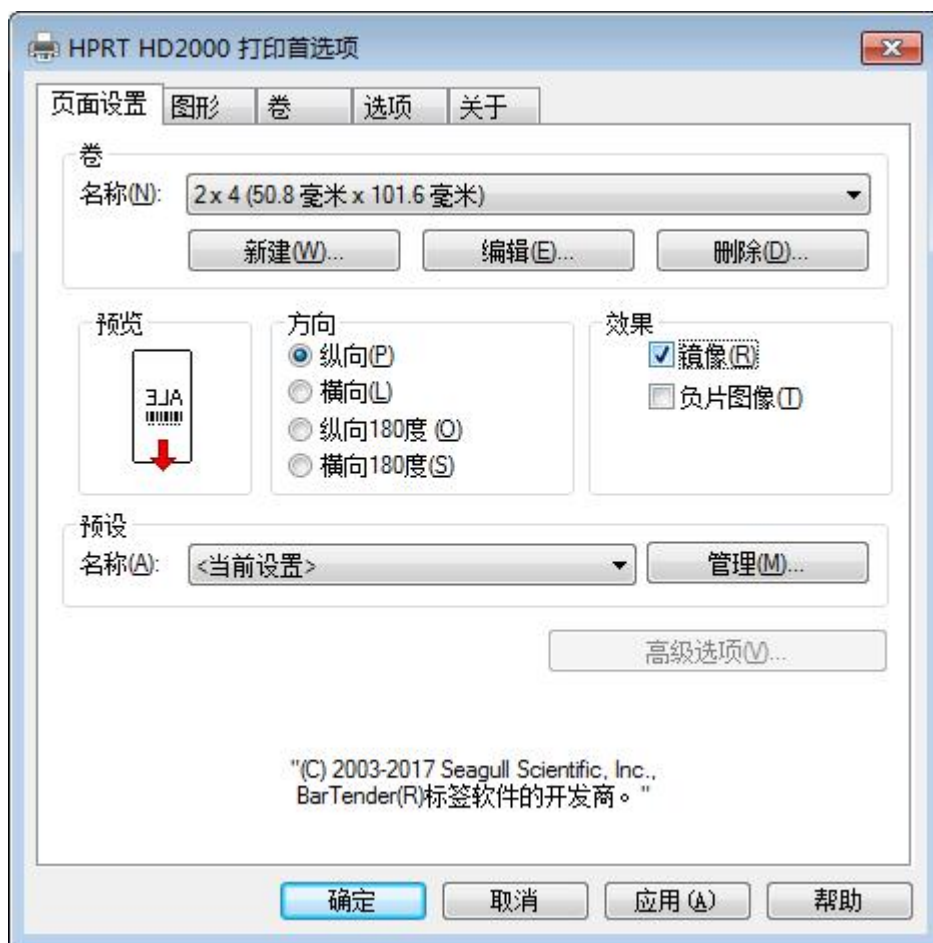 HPRT HD2000 打印首选项
页面设置 图形 卷 选项 关于
卷
名称(N): 2 x 4 (50.8 毫米 x 101.6 毫米)
新建(W)... 编辑(E)... 删除(D)...
预览 方向 效果
纵向(P) 镜像(R)
横向(L) 负片图像(T)
纵向180度 (O)
横向180度(S)
ALE
预设
名称(A): <当前设置> 管理(M)...
高级选项(V)...
"(C) 2003-2017 Seagull Scientific, Inc.,
BarTender(R)标签软件的开发商。"
确定 取消 应用 (A) 帮助